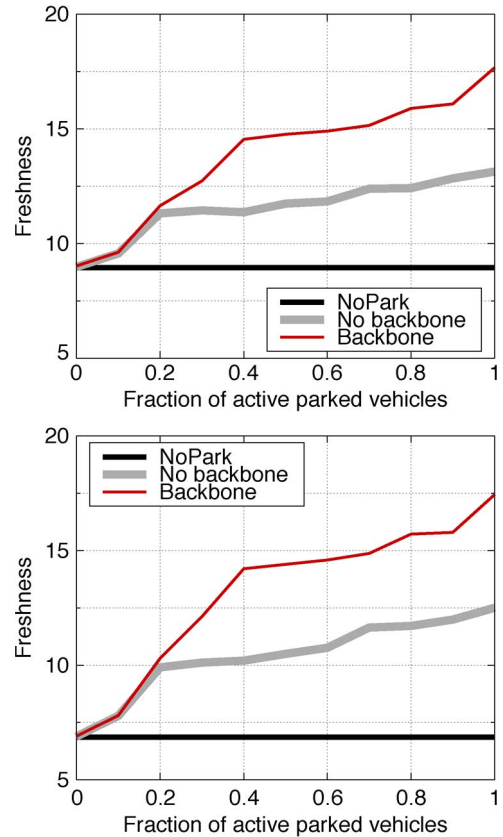 20
15
10
5
Freshness
NoPark
No backbone
Backbone
0 0.2 0.4 0.6 0.8 1
Fraction of active parked vehicles
20
15
10
5
Freshness
NoPark
No backbone
Backbone
0 0.2 0.4 0.6 0.8 1
Fraction of active parked vehicles